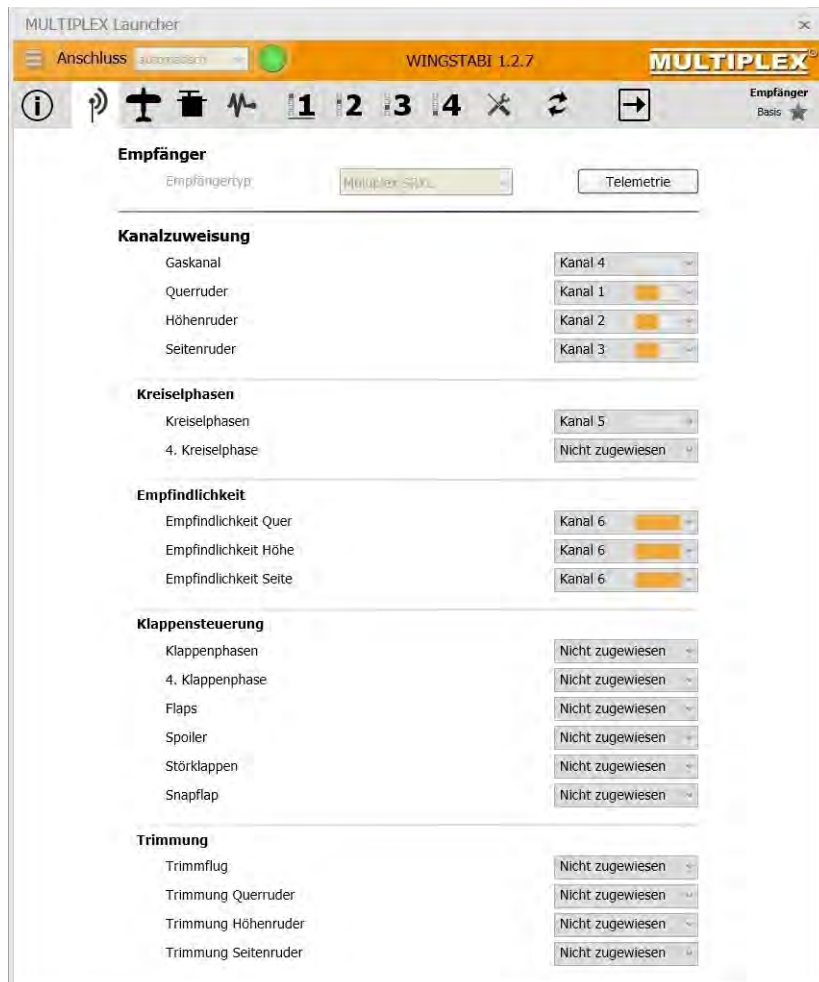 MULTIPLEX Launcher
Anschluss automatisch WINGSTABI 1.2.7 MULTIPLEX®
1 2 3 4 Empfänger
Basis
Empfänger
Empfängertyp Multiplex SRXL Telemetrie
Kanalzuweisung
Gaskanal Kanal 4
Querruder Kanal 1
Höhenruder Kanal 2
Seitenruder Kanal 3
Kreiselphasen
Kreiselphasen Kanal 5
4. Kreiselphase Nicht zugewiesen
Empfindlichkeit
Empfindlichkeit Quer Kanal 6
Empfindlichkeit Höhe Kanal 6
Empfindlichkeit Seite Kanal 6
Klappensteuerung
Klappenphasen Nicht zugewiesen
4. Klappenphase Nicht zugewiesen
Flaps Nicht zugewiesen
Spoiler Nicht zugewiesen
Störklappen Nicht zugewiesen
Snapflap Nicht zugewiesen
Trimmung
Trimmflug Nicht zugewiesen
Trimmung Querruder Nicht zugewiesen
Trimmung Höhenruder Nicht zugewiesen
Trimmung Seitenruder Nicht zugewiesen